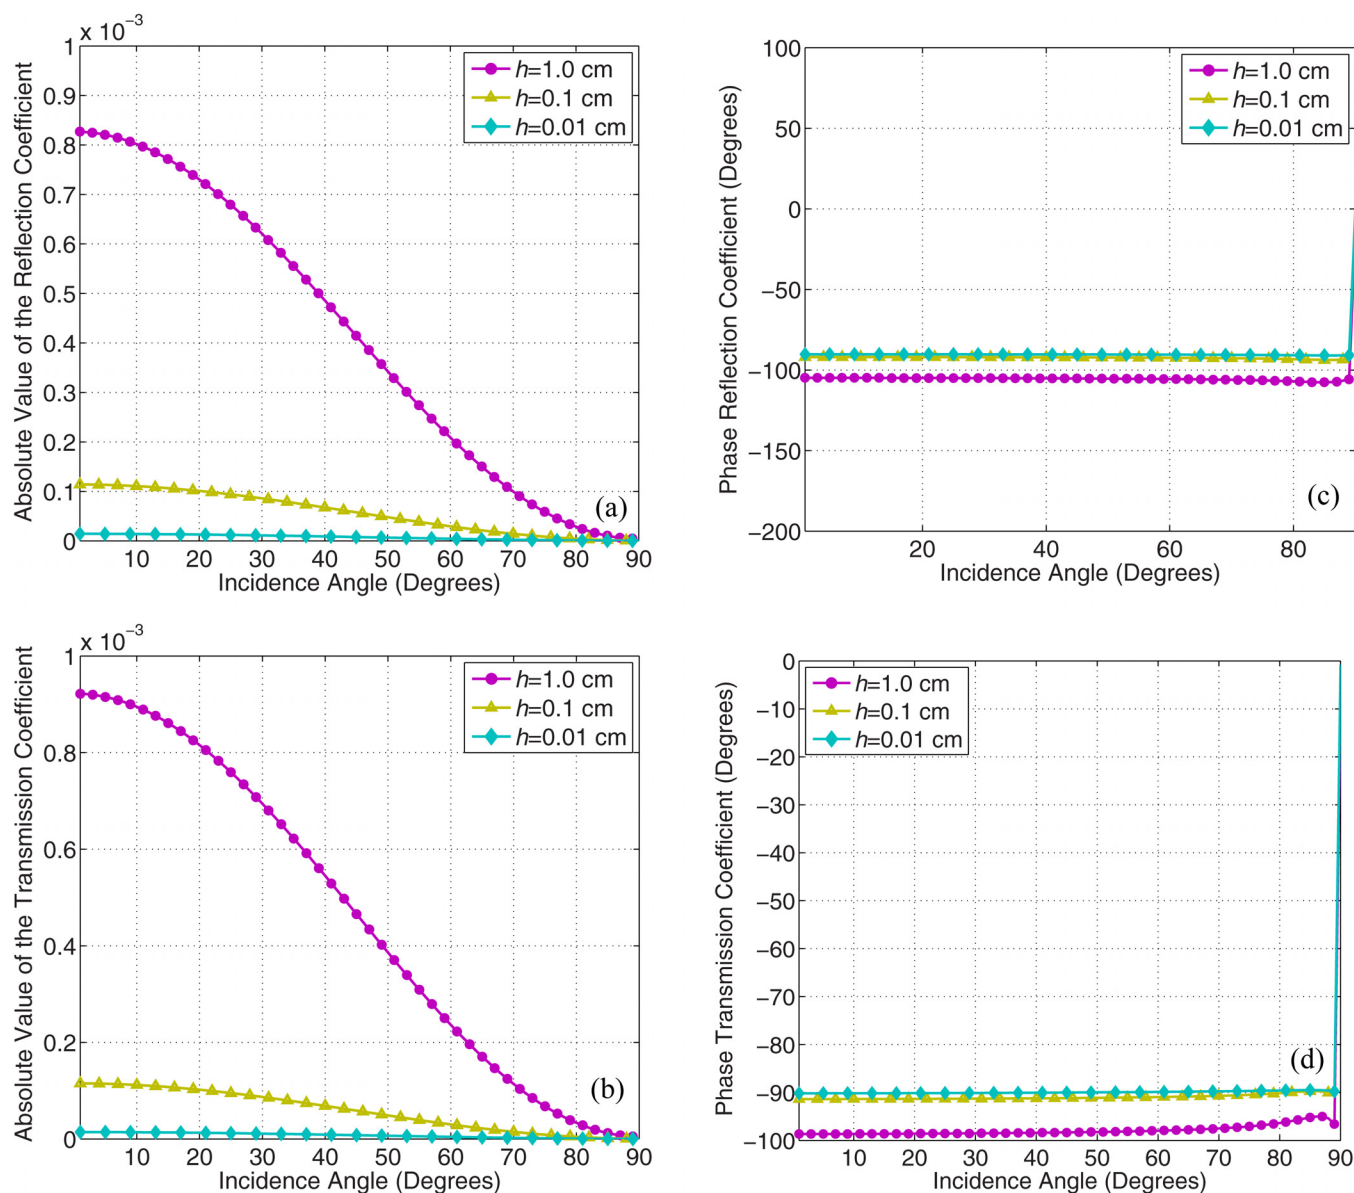 x 10⁻³
1
0.9
0.8
0.7
0.6
0.5
0.4
0.3
0.2
0.1
0
Absolute Value of the Reflection Coefficient
h=1.0 cm
h=0.1 cm
h=0.01 cm
(a)
10 20 30 40 50 60 70 80 90
Incidence Angle (Degrees)
100
50
0
−50
−100
−150
−200
Phase Reflection Coefficient (Degrees)
h=1.0 cm
h=0.1 cm
h=0.01 cm
(c)
20 40 60 80
Incidence Angle (Degrees)
x 10⁻³
1
0.8
0.6
0.4
0.2
0
Absolute Value of the Transmission Coefficient
h=1.0 cm
h=0.1 cm
h=0.01 cm
(b)
10 20 30 40 50 60 70 80 90
Incidence Angle (Degrees)
0
−10
−20
−30
−40
−50
−60
−70
−80
−90
−100
Phase Transmission Coefficient (Degrees)
h=1.0 cm
h=0.1 cm
h=0.01 cm
(d)
10 20 30 40 50 60 70 80 90
Incidence Angle (Degrees)